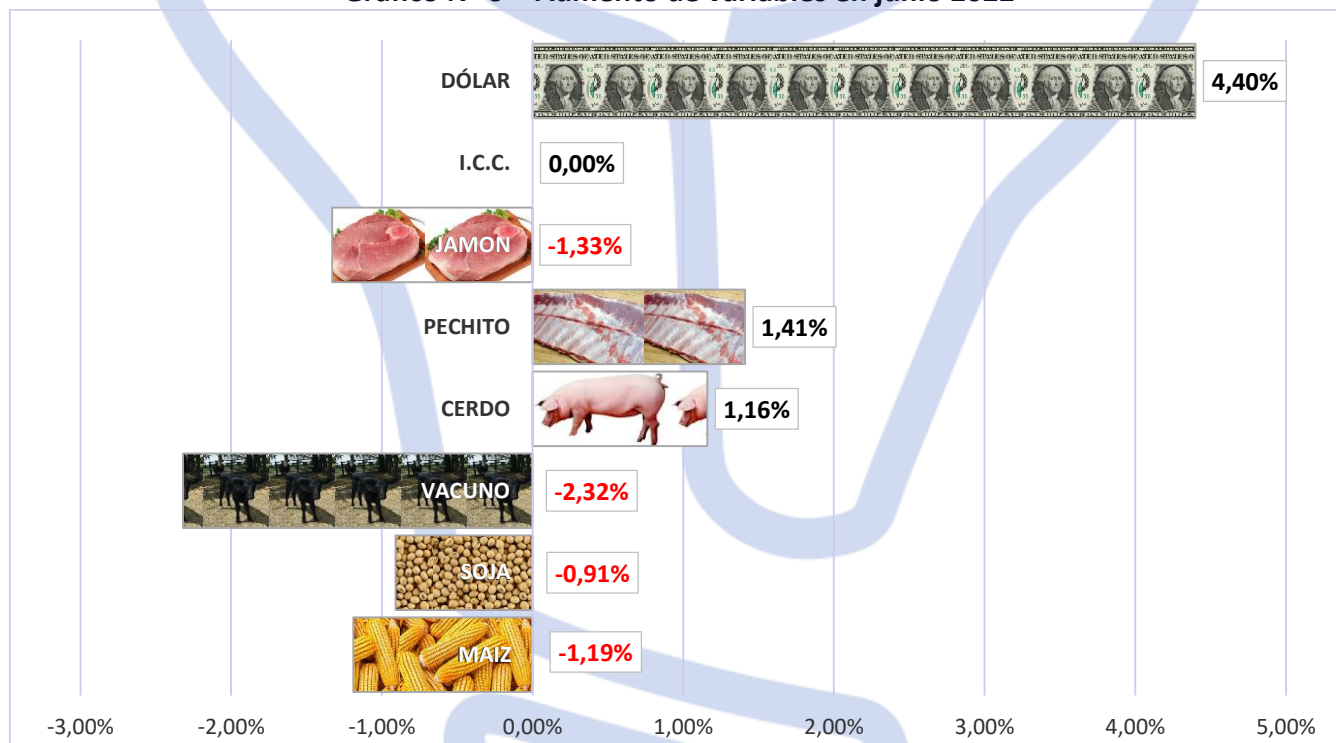 DÓLAR 4,40%
I.C.C. 0,00%
JAMON -1,33%
PECHITO 1,41%
CERDO 1,16%
VACUNO -2,32%
SOJA -0,91%
MAIZ -1,19%
-3,00% -2,00% -1,00% 0,00% 1,00% 2,00% 3,00% 4,00% 5,00%